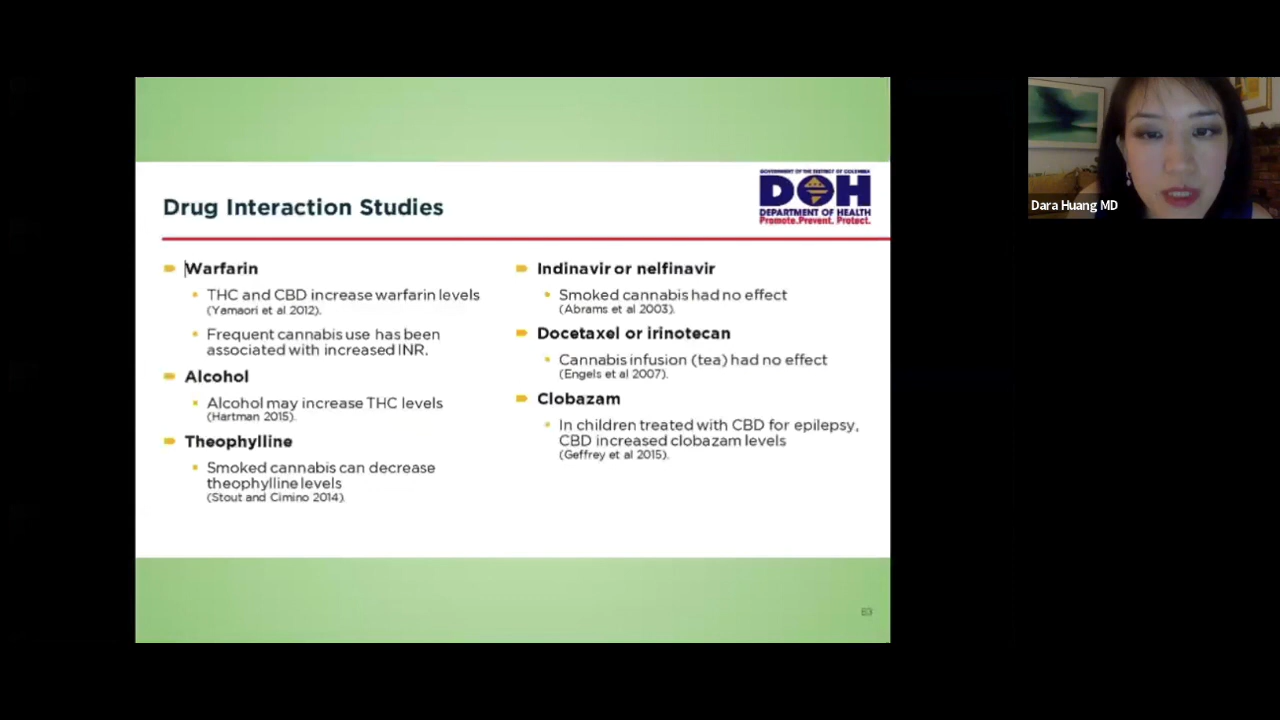 Drug Interaction Studies
GOVERNMENT OF THE DISTRICT OF COLUMBIA
DOH
DEPARTMENT OF HEALTH
Promote. Prevent. Protect.
Warfarin
THC and CBD increase warfarin levels
(Yamaori et al 2012).
Frequent cannabis use has been
associated with increased INR.
Alcohol
Alcohol may increase THC levels
(Hartman 2015).
Theophylline
Smoked cannabis can decrease
theophylline levels
(Stout and Cimino 2014).
Indinavir or nelfinavir
Smoked cannabis had no effect
(Abrams et al 2003).
Docetaxel or irinotecan
Cannabis infusion (tea) had no effect
(Engels et al 2007).
Clobazam
In children treated with CBD for epilepsy,
CBD increased clobazam levels
(Geffrey et al 2015).
Dara Huang MD